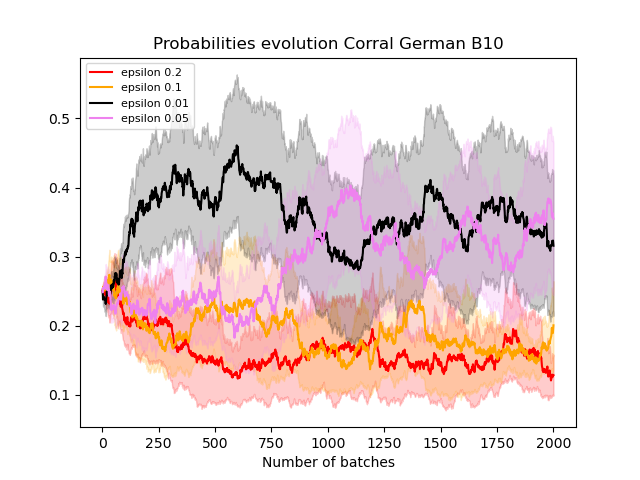 Probabilities evolution Corral German B10
epsilon 0.2
epsilon 0.1
epsilon 0.01
epsilon 0.05
0.5
0.4
0.3
0.2
0.1
0 250 500 750 1000 1250 1500 1750 2000
Number of batches